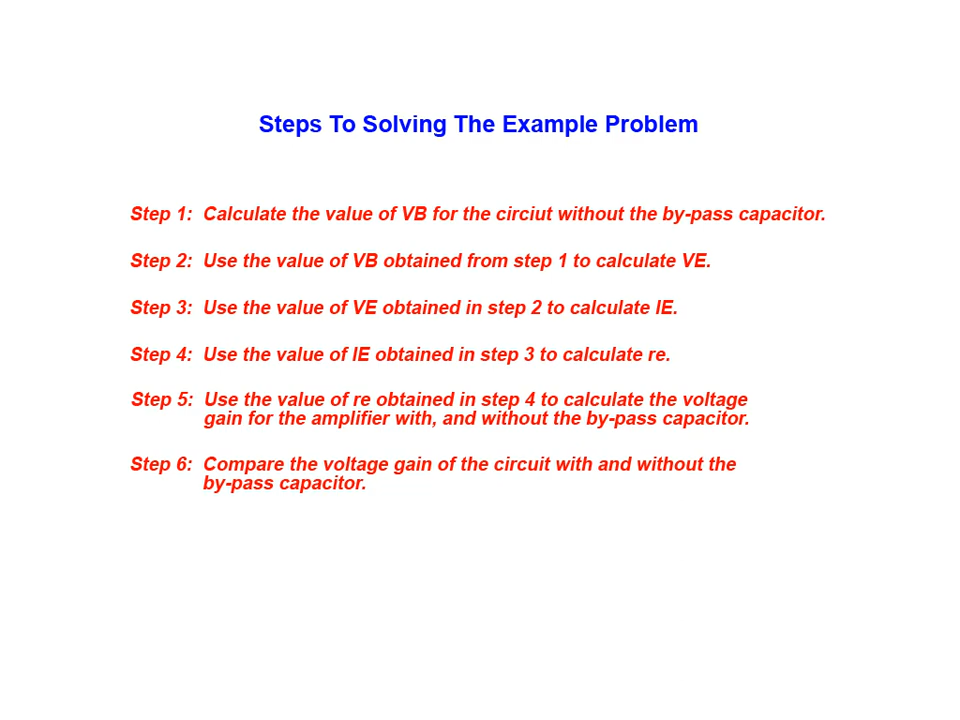 Steps To Solving The Example Problem
Step 1: Calculate the value of VB for the circiut without the by-pass capacitor.
Step 2: Use the value of VB obtained from step 1 to calculate VE.
Step 3: Use the value of VE obtained in step 2 to calculate IE.
Step 4: Use the value of IE obtained in step 3 to calculate re.
Step 5: Use the value of re obtained in step 4 to calculate the voltage
gain for the amplifier with, and without the by-pass capacitor.
Step 6: Compare the voltage gain of the circuit with and without the
by-pass capacitor.